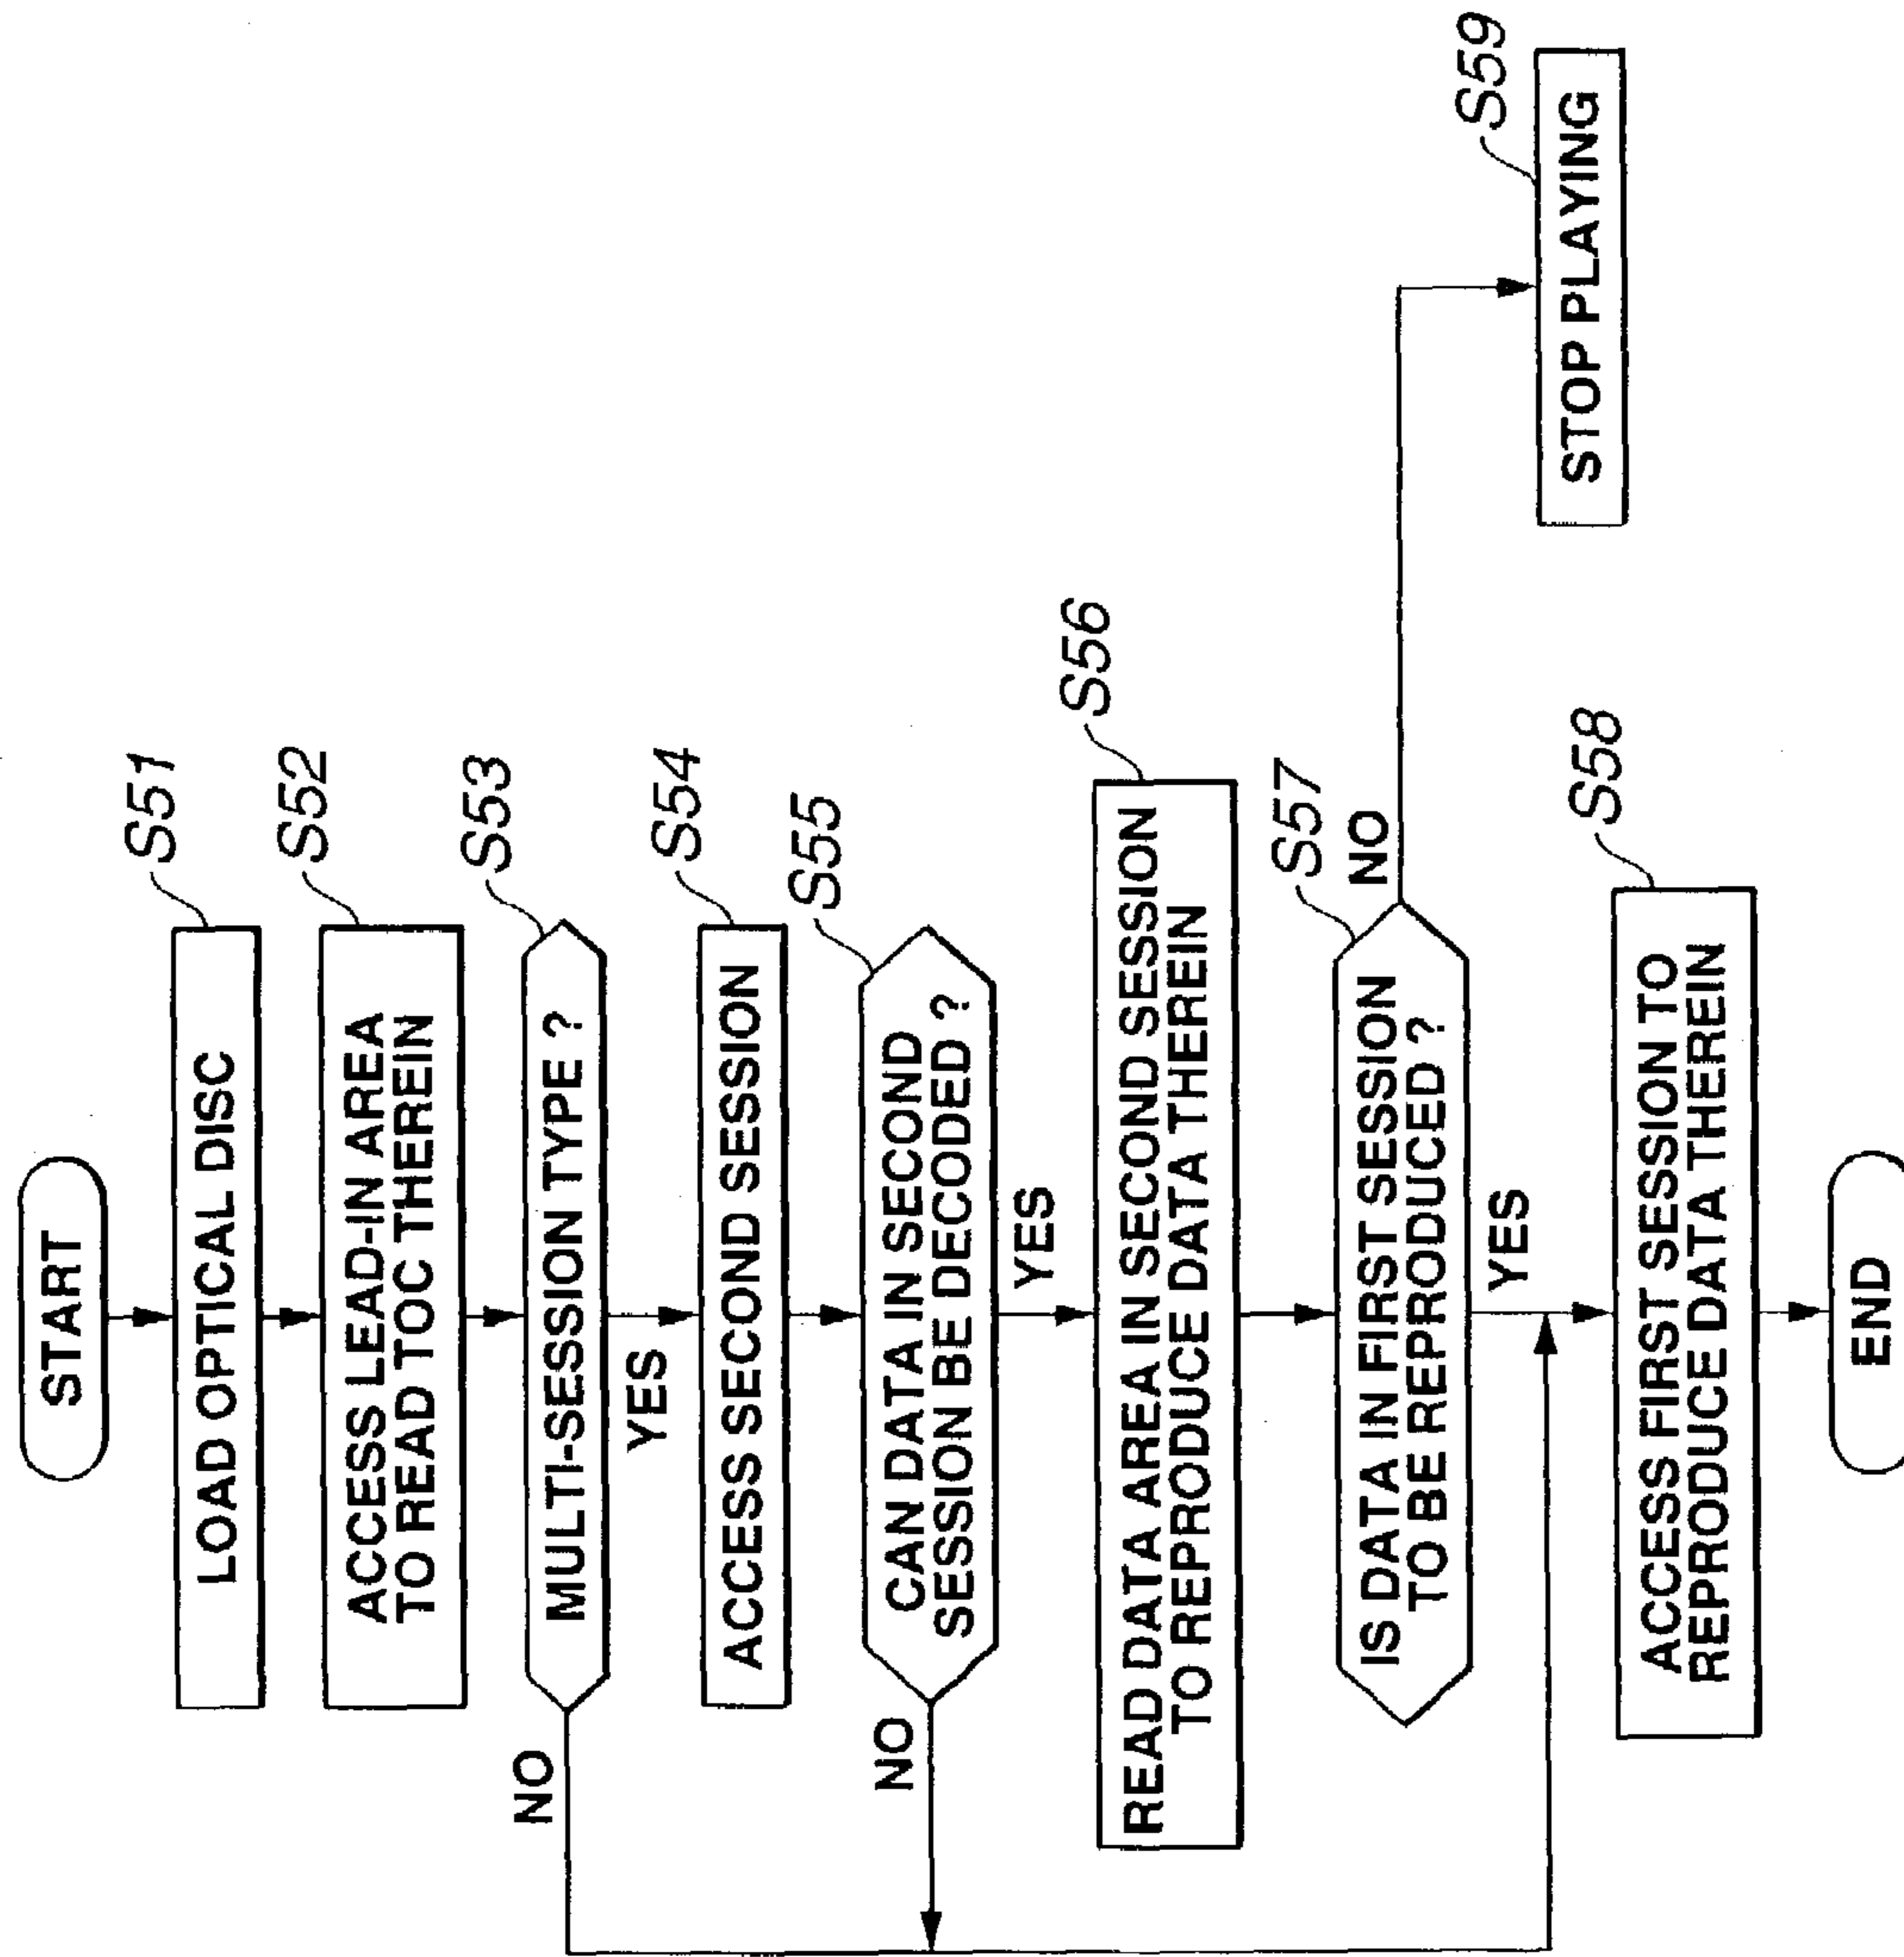 START
S51
LOAD OPTICAL DISC
S52
ACCESS LEAD-IN AREA
TO READ TOC THEREIN
S53
MULTI-SESSION TYPE ?
NO
YES
S54
ACCESS SECOND SESSION
S55
CAN DATA IN SECOND
SESSION BE DECODED ?
NO
YES
S56
READ DATA AREA IN SECOND SESSION
TO REPRODUCE DATA THEREIN
S57
IS DATA IN FIRST SESSION
TO BE REPRODUCED ?
NO
YES
S58
ACCESS FIRST SESSION TO
REPRODUCE DATA THEREIN
S59
STOP PLAYING
END